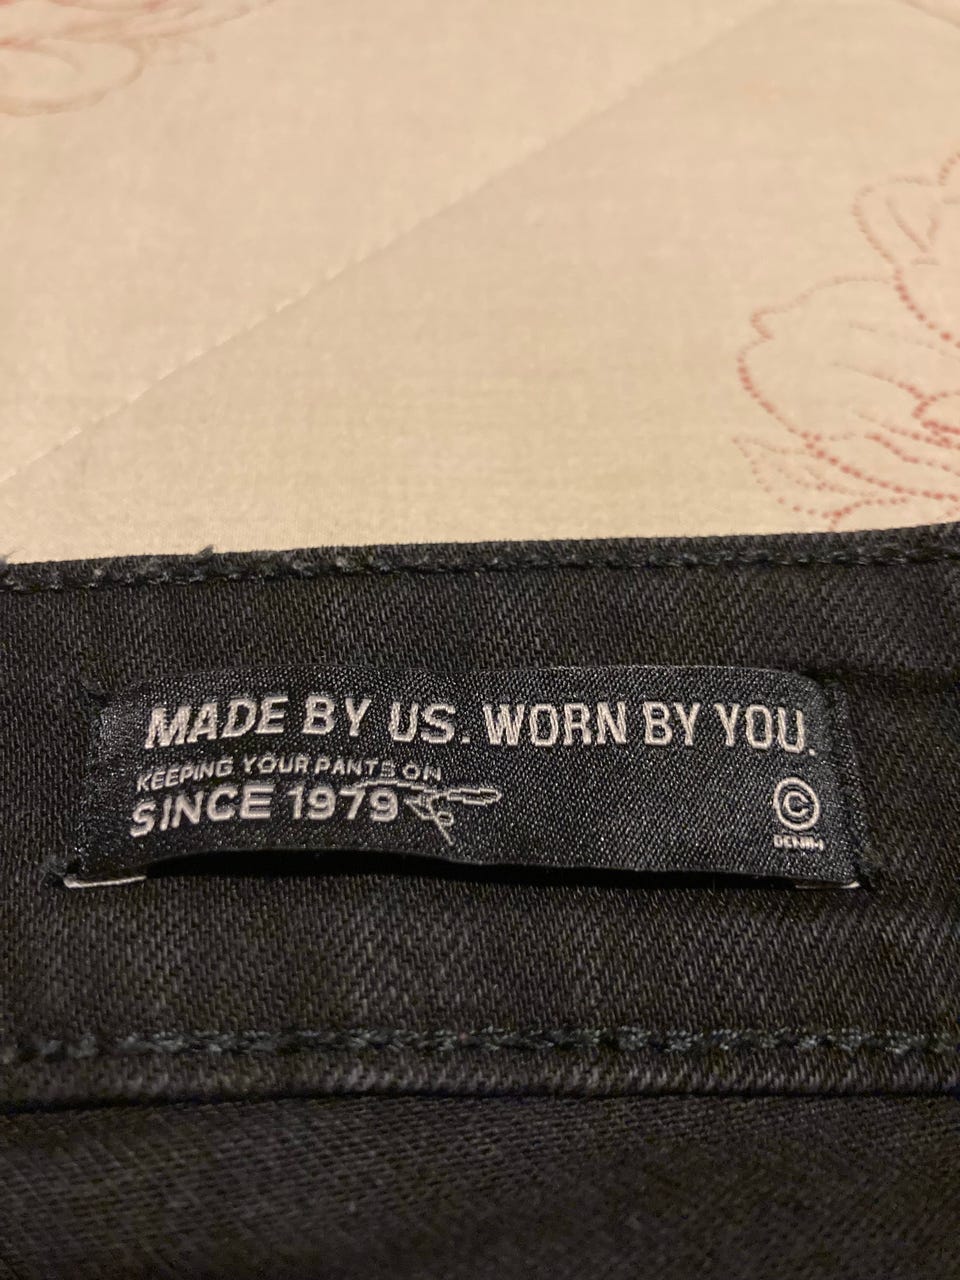 MADE BY US. WORN BY YOU.
KEEPING YOUR PANTS ON
SINCE 1979
©
DENIM